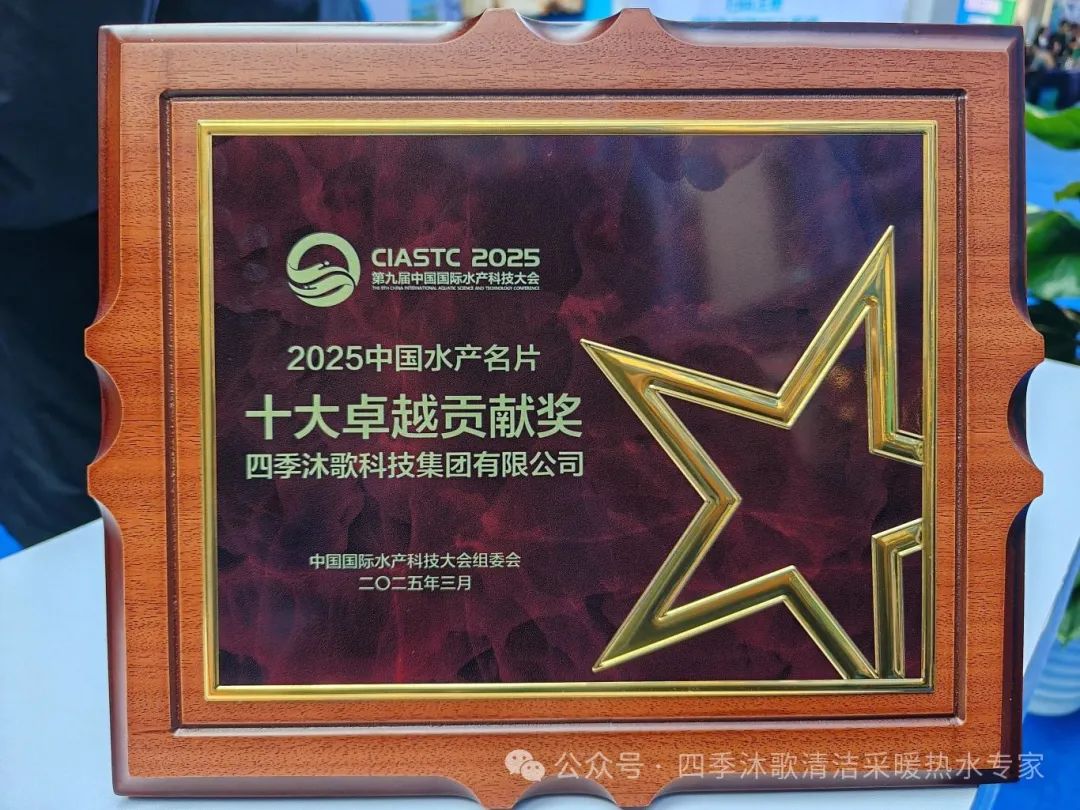 CIASTC 2025
第九届中国国际水产科技大会
THE 9TH CHINA INTERNATIONAL AQUATIC SCIENCE AND TECHNOLOGY CONFERENCE
2025中国水产名片
十大卓越贡献奖
四季沐歌科技集团有限公司
中国国际水产科技大会组委会
二〇二五年三月
公众号·四季沐歌清洁采暖热水专家